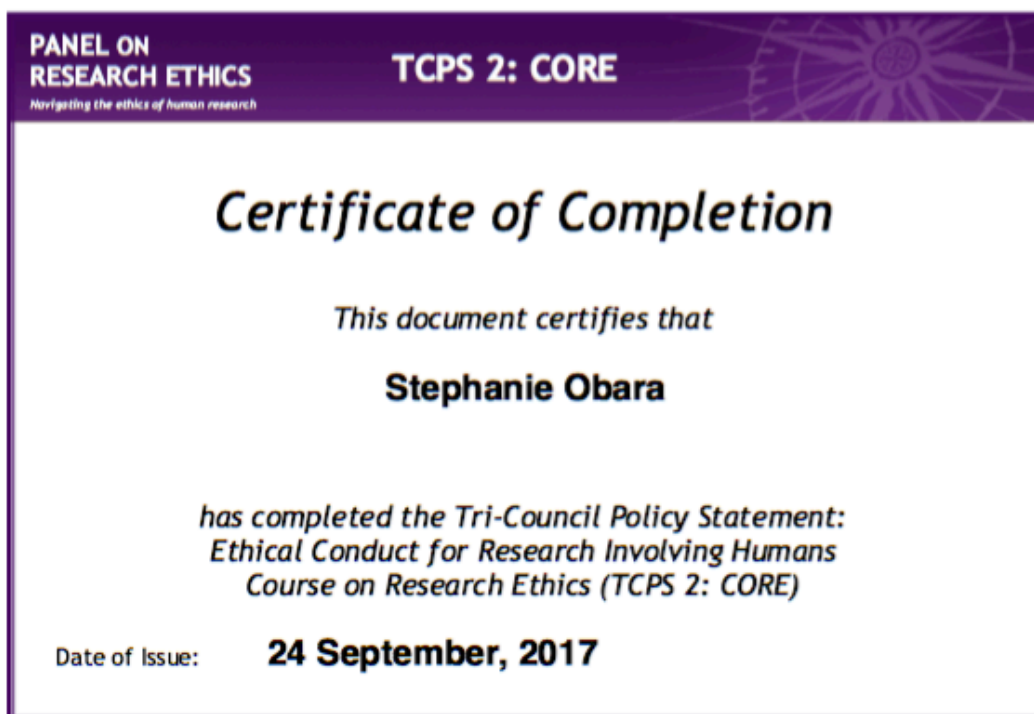 PANEL ON
RESEARCH ETHICS
Navigating the ethics of human research
TCPS 2: CORE
Certificate of Completion
This document certifies that
Stephanie Obara
has completed the Tri-Council Policy Statement:
Ethical Conduct for Research Involving Humans
Course on Research Ethics (TCPS 2: CORE)
Date of Issue: 24 September, 2017